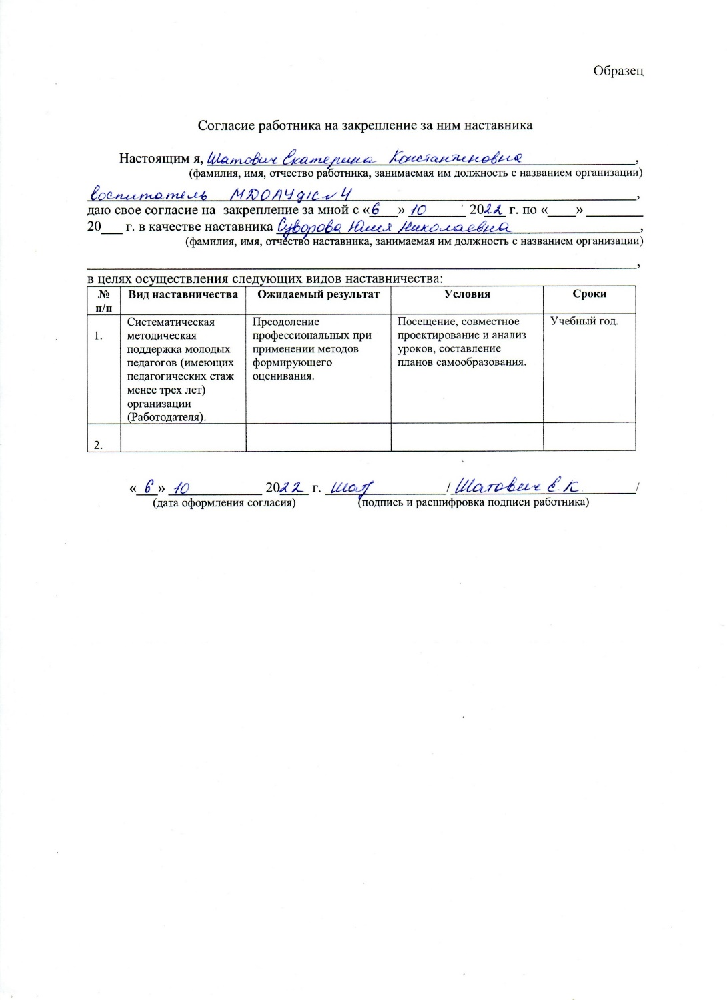 Образец
Согласие работника на закрепление за ним наставника
Настоящим я, Шатович Екатерина Константиновна,
(фамилия, имя, отчество работника, занимаемая им должность с названием организации)
воспитатель МДОАУ д/с №4,
даю свое согласие на закрепление за мной с «6» 10 2022 г. по «____» ________
20___ г. в качестве наставника Суворова Юлия Николаевна,
(фамилия, имя, отчество наставника, занимаемая им должность с названием организации)
,
в целях осуществления следующих видов наставничества:
№ п/п Вид наставничества Ожидаемый результат Условия Сроки
1.
Систематическая
методическая
поддержка молодых
педагогов (имеющих
педагогических стаж
менее трех лет)
организации
(Работодателя).
Преодоление
профессиональных при
применении методов
формирующего
оценивания.
Посещение, совместное
проектирование и анализ
уроков, составление
планов самообразования.
Учебный год.
2.
«6» 10 2022 г. Шат / Шатович Е.К. /
(дата оформления согласия) (подпись и расшифровка подписи работника)